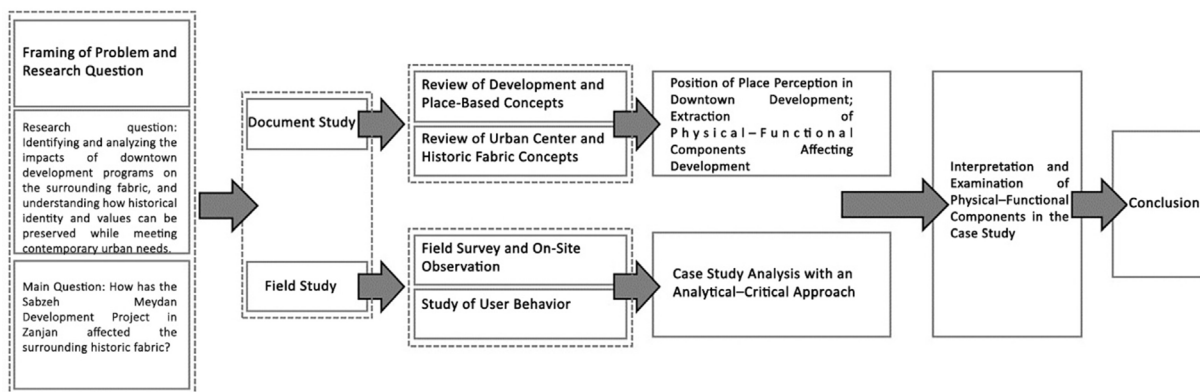 Framing of Problem and
Research Question
Research question:
Identifying and analyzing the
impacts of downtown
development programs on
the surrounding fabric, and
understanding how historical
identity and values can be
preserved while meeting
contemporary urban needs.
Main Question: How has the
Sabzeh Meydan
Development Project in
Zanjan affected the
surrounding historic fabric?
Document Study
Field Study
Review of Development and
Place-Based Concepts
Review of Urban Center and
Historic Fabric Concepts
Field Survey and On-Site
Observation
Study of User Behavior
Position of Place Perception in
Downtown Development;
Extraction of
Physical–Functional
Components Affecting
Development
Case Study Analysis with an
Analytical–Critical Approach
Interpretation and
Examination of
Physical–Functional
Components in the
Case Study
Conclusion